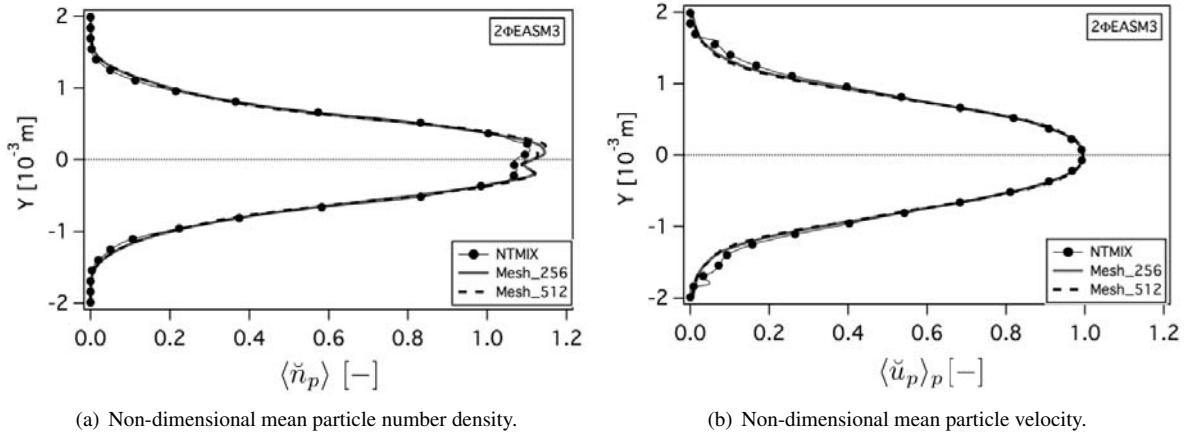 2ΦEASM3
2
1
0
-1
-2
Y [10⁻³m]
NTMIX
Mesh_256
Mesh_512
0.0 0.2 0.4 0.6 0.8 1.0 1.2
⟨n̆ₚ⟩ [−]
(a) Non-dimensional mean particle number density.
2ΦEASM3
2
1
0
-1
-2
Y [10⁻³m]
NTMIX
Mesh_256
Mesh_512
0.0 0.2 0.4 0.6 0.8 1.0 1.2
⟨ŭₚ⟩ₚ [−]
(b) Non-dimensional mean particle velocity.